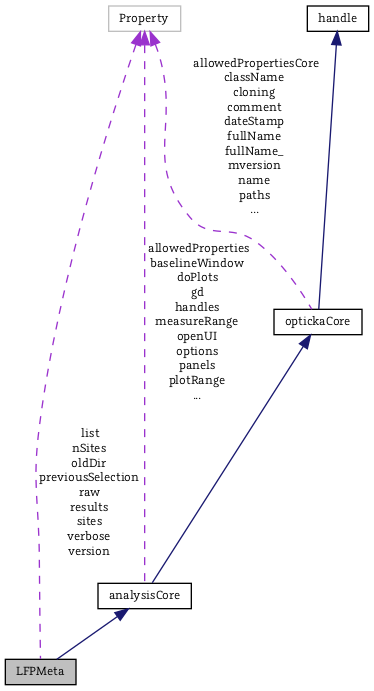 Property
handle
allowedPropertiesCore
className
cloning
comment
dateStamp
fullName
fullName_
mversion
name
paths
...
allowedProperties
baselineWindow
doPlots
gd
handles
measureRange
openUI
options
panels
plotRange
...
optickaCore
list
nSites
oldDir
previousSelection
raw
results
sites
verbose
version
analysisCore
LFPMeta